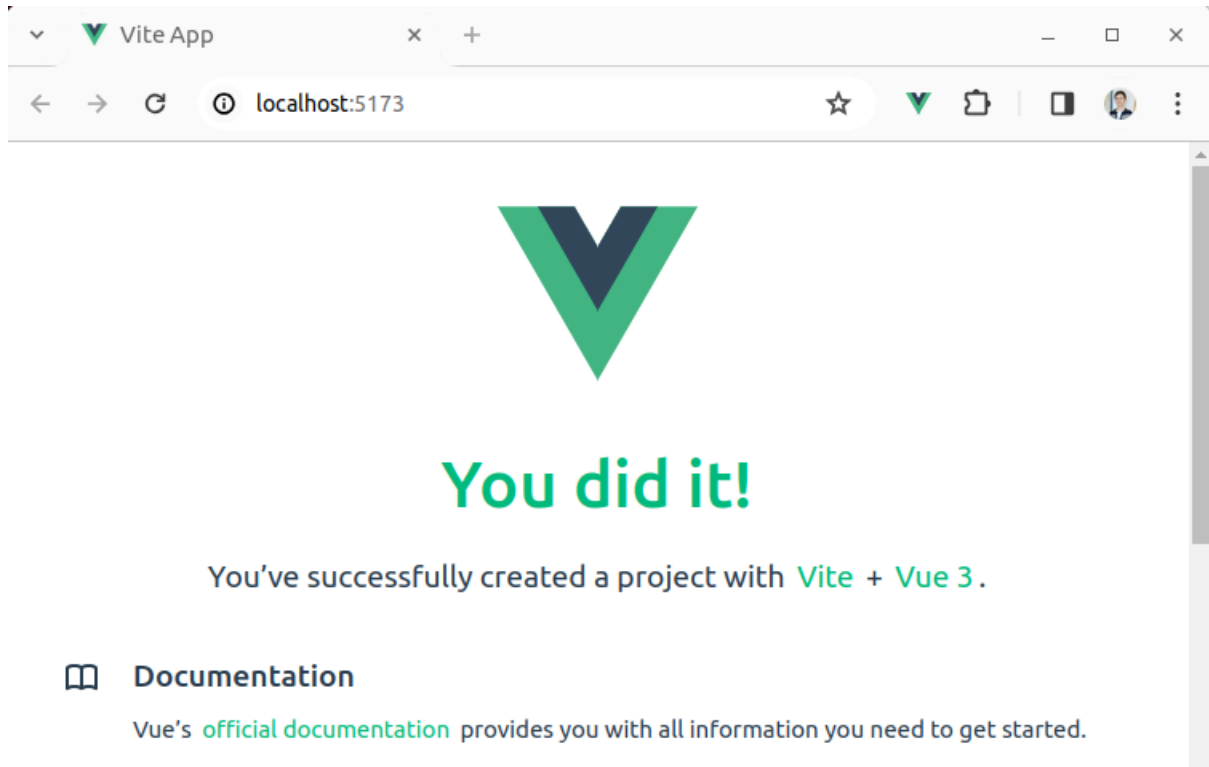 Vite App
localhost:5173
You did it!
You’ve successfully created a project with Vite + Vue 3.
Documentation
Vue’s official documentation provides you with all information you need to get started.